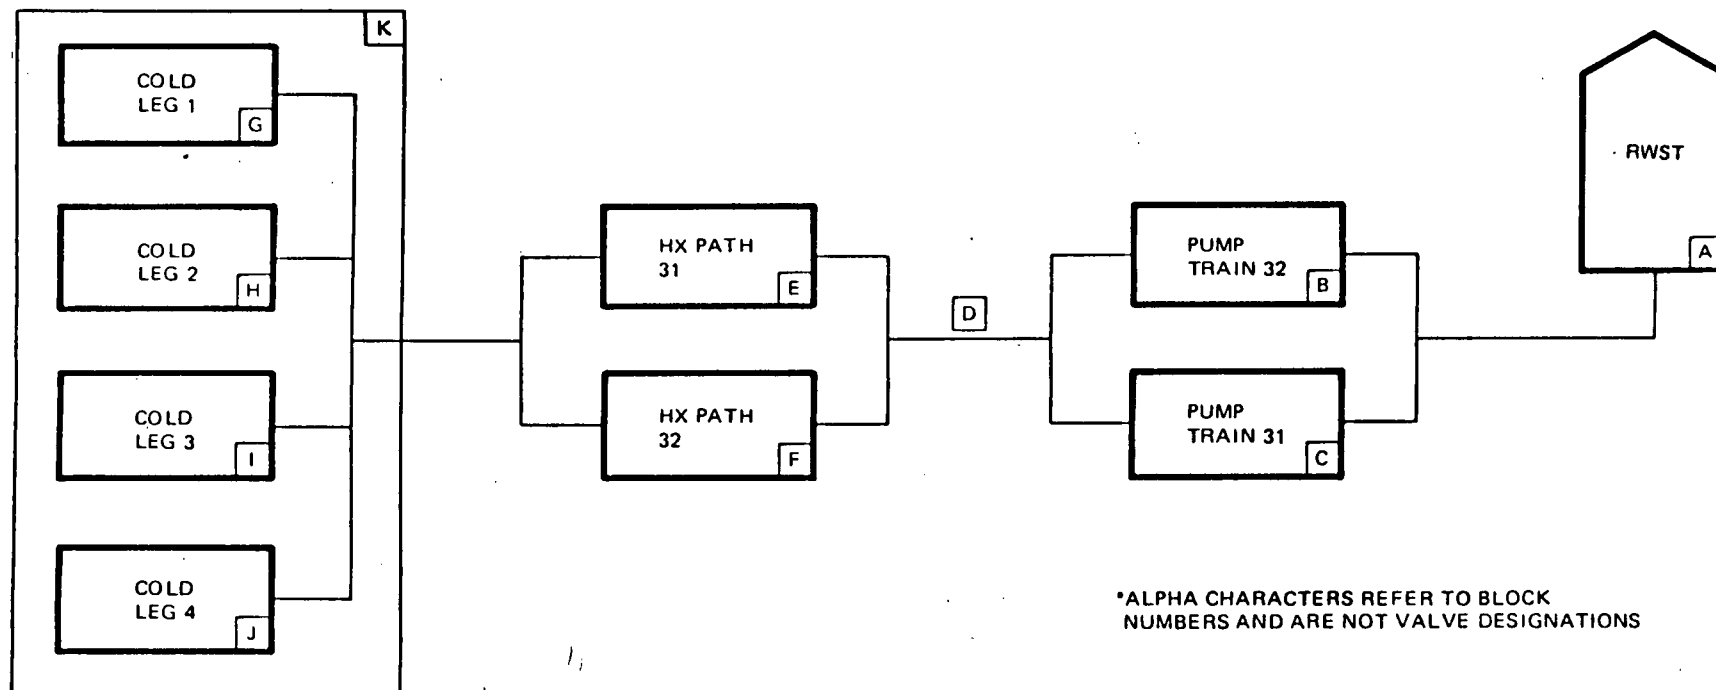 K
COLD
LEG 1
G
COLD
LEG 2
H
COLD
LEG 3
I
COLD
LEG 4
J
HX PATH
31
E
HX PATH
32
F
D
PUMP
TRAIN 32
B
PUMP
TRAIN 31
C
RWST
A
*ALPHA CHARACTERS REFER TO BLOCK
NUMBERS AND ARE NOT VALVE DESIGNATIONS